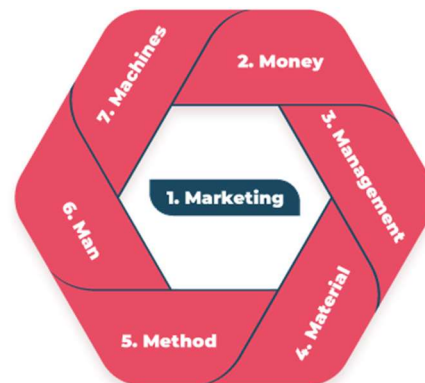 1. Marketing
2. Money
3. Management
4. Material
5. Method
6. Man
7. Machines